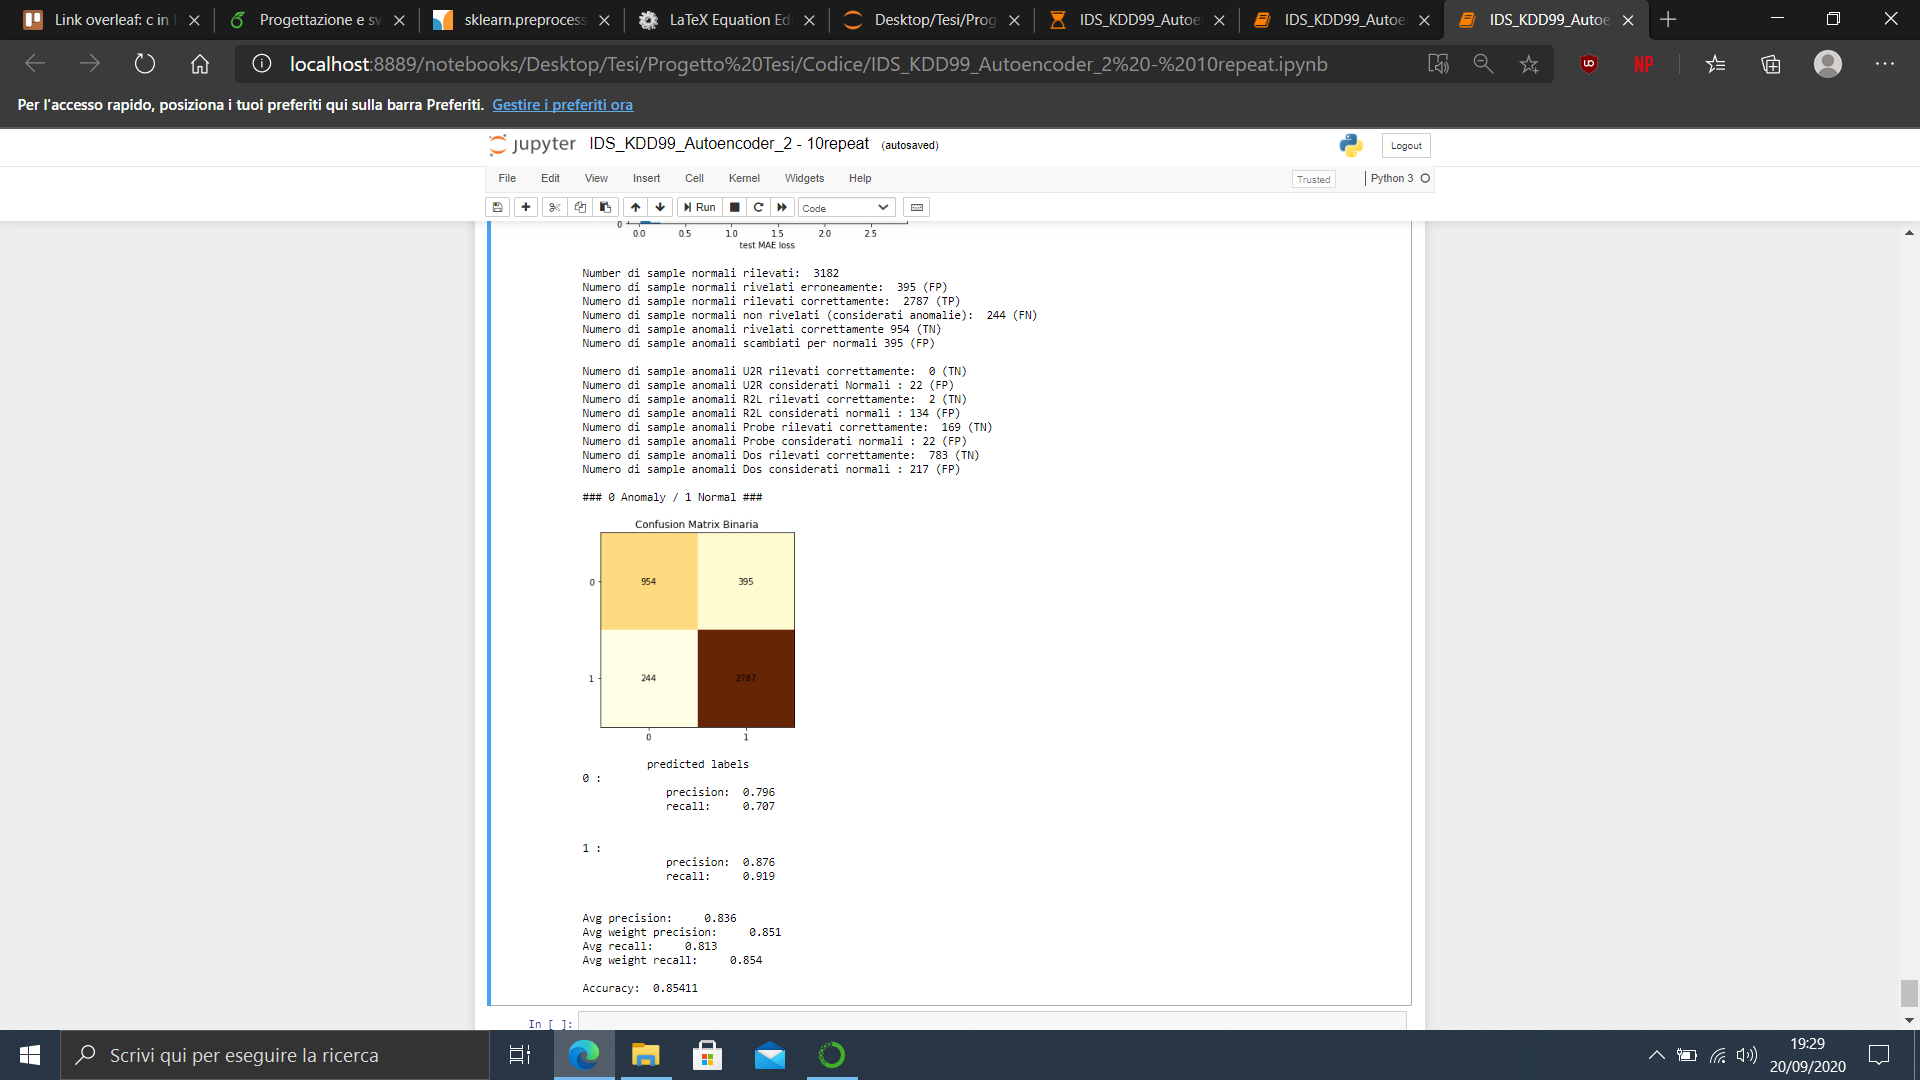 Link overleaf: c in
Progettazione e sv
sklearn.preprocess
LaTeX Equation Ed
Desktop/Tesi/Prog
IDS_KDD99_Autoe
IDS_KDD99_Autoe
IDS_KDD99_Autoe
localhost:8889/notebooks/Desktop/Tesi/Progetto%20Tesi/Codice/IDS_KDD99_Autoencoder_2%20-%2010repeat.ipynb
NP
Per l'accesso rapido, posiziona i tuoi preferiti qui sulla barra Preferiti. Gestire i preferiti ora
jupyter IDS_KDD99_Autoencoder_2 - 10repeat (autosaved)
Logout
File Edit View Insert Cell Kernel Widgets Help
Trusted Python 3
Run Code
0
0.0 0.5 1.0 1.5 2.0 2.5
test MAE loss
Number di sample normali rilevati:  3182
Numero di sample normali rivelati erroneamente:  395 (FP)
Numero di sample normali rilevati correttamente:  2787 (TP)
Numero di sample normali non rivelati (considerati anomalie):  244 (FN)
Numero di sample anomali rivelati correttamente 954 (TN)
Numero di sample anomali scambiati per normali 395 (FP)
Numero di sample anomali U2R rilevati correttamente:  0 (TN)
Numero di sample anomali U2R considerati Normali : 22 (FP)
Numero di sample anomali R2L rilevati correttamente:  2 (TN)
Numero di sample anomali R2L considerati normali : 134 (FP)
Numero di sample anomali Probe rilevati correttamente:  169 (TN)
Numero di sample anomali Probe considerati normali : 22 (FP)
Numero di sample anomali Dos rilevati correttamente:  783 (TN)
Numero di sample anomali Dos considerati normali : 217 (FP)
### 0 Anomaly / 1 Normal ###
Confusion Matrix Binaria
0 954 395
1 244 2787
0 1
predicted labels
0 :
precision:  0.796
recall:     0.707
1 :
precision:  0.876
recall:     0.919
Avg precision:     0.836
Avg weight precision:     0.851
Avg recall:     0.813
Avg weight recall:     0.854
Accuracy:  0.85411
In [ ]:
Scrivi qui per eseguire la ricerca
19:29
20/09/2020